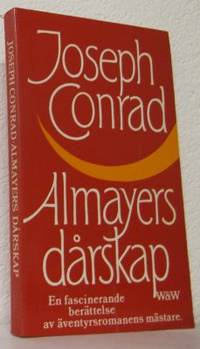 JOSEPH CONRAD ALMAYERS DÅRSKAP
Joseph
Conrad
Almayers
dårskap
W&W
En fascinerande
berättelse
av äventyrsromanens mästare.